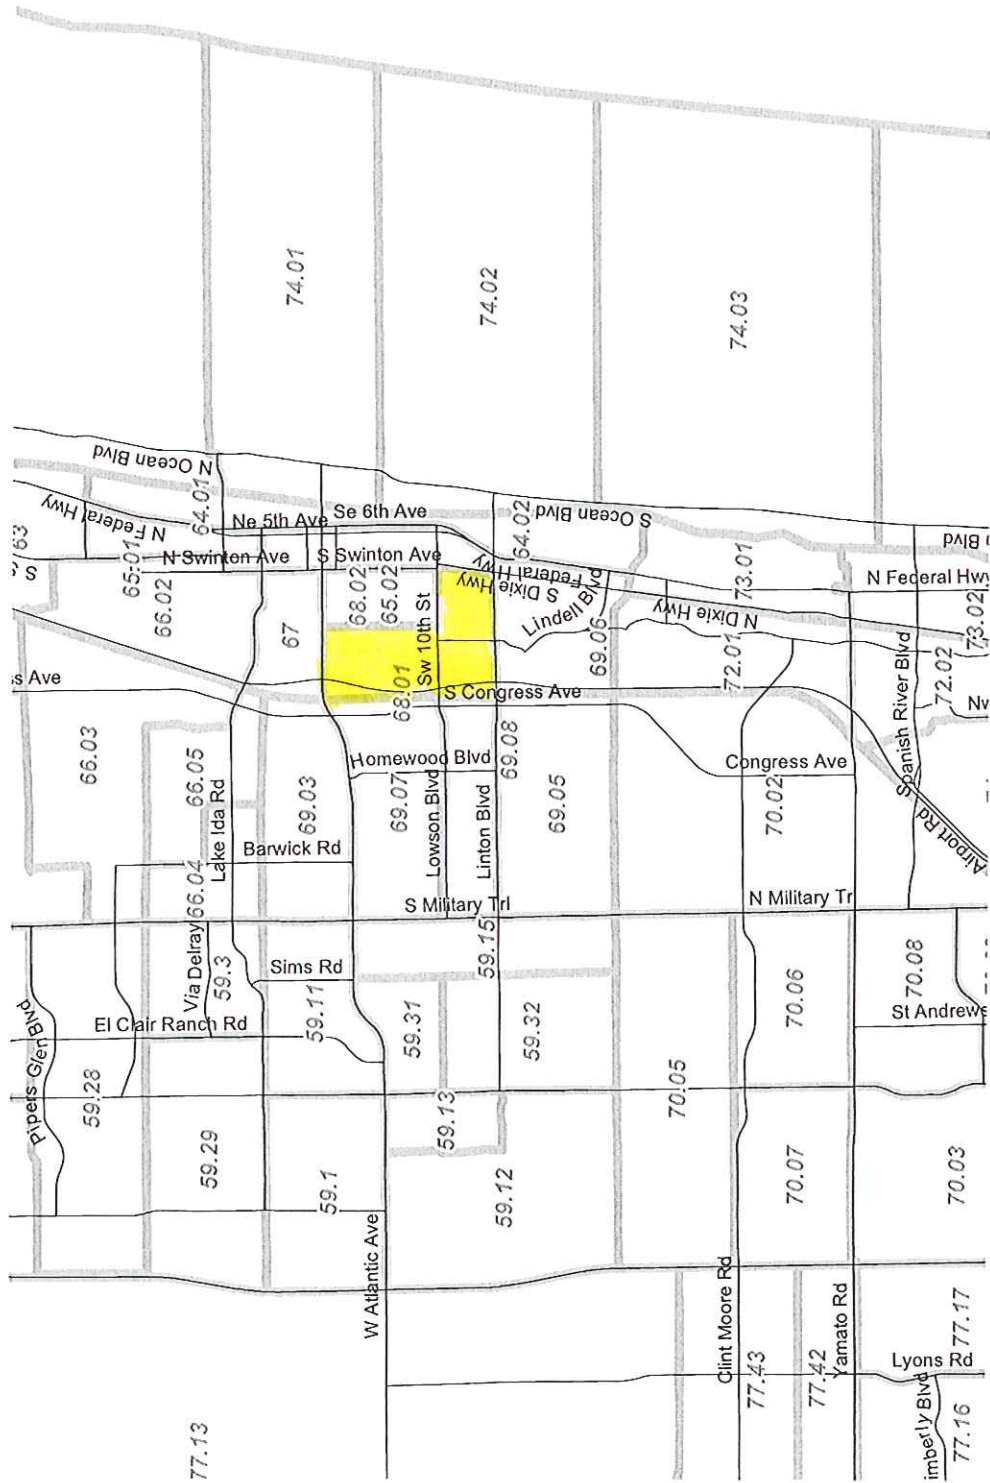 74.01
74.02
74.03
N Ocean Blvd
N Federal Hwy
64.01
Ne 5th Ave
Se 6th Ave
64.02
S Ocean Blvd
63
65.01
N Swinton Ave
S Swinton Ave
S Dixie Hwy
Federal Hwy
73.01
N Federal Hwy
66.02
67
68.02
65.02
Sw 10th St
Lindell Blvd
69.06
N Dixie Hwy
72.01
Spanish River Blvd
72.02
73.02
ss Ave
68.01
S Congress Ave
Nw
66.03
66.05
Lake Ida Rd
69.03
Homewood Blvd
69.07
Lowson Blvd
69.08
Linton Blvd
69.05
Congress Ave
70.02
Airport Rd
Barwick Rd
66.04
S Military Trl
N Military Tr
Via Delray
59.3
Sims Rd
59.15
70.06
70.08
Pipers Glen Blvd
El Clair Ranch Rd
59.11
59.31
59.32
St Andrews
59.28
59.13
70.05
59.29
59.1
59.12
70.07
70.03
W Atlantic Ave
Clint Moore Rd
Yamato Rd
77.17
77.43
77.42
Lyons Rd
77.13
imberly Blvd
77.16